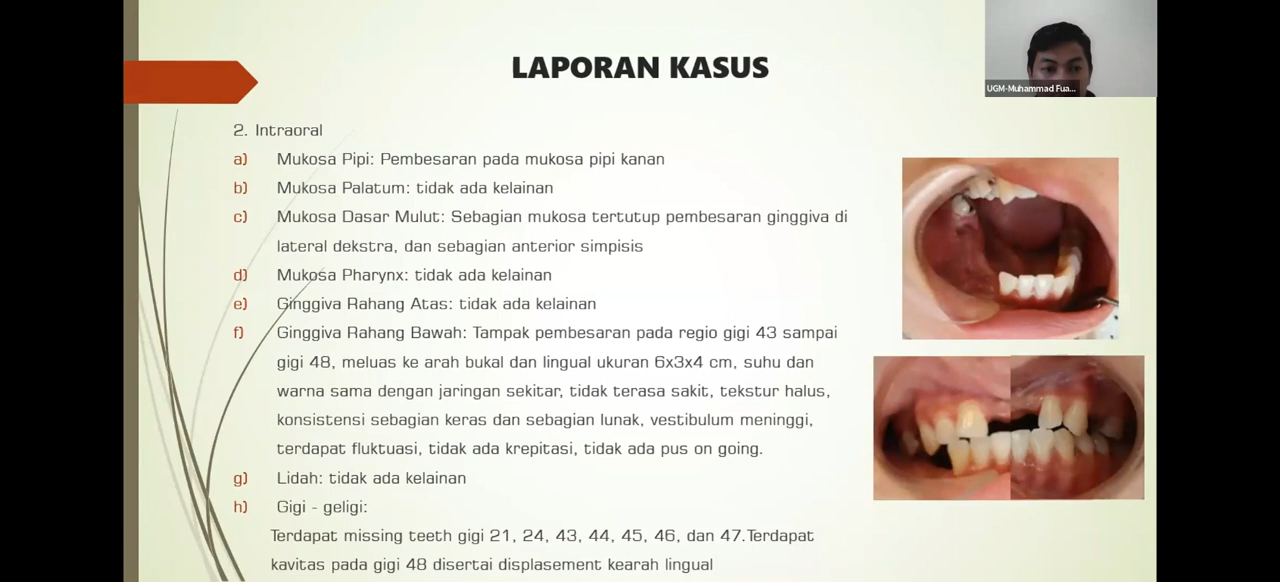 LAPORAN KASUS
UGM-Muhammad Fua...
2. Intraoral
a) Mukosa Pipi: Pembesaran pada mukosa pipi kanan
b) Mukosa Palatum: tidak ada kelainan
c) Mukosa Dasar Mulut: Sebagian mukosa tertutup pembesaran ginggiva di
lateral dekstra, dan sebagian anterior simpisis
d) Mukosa Pharynx: tidak ada kelainan
e) Ginggiva Rahang Atas: tidak ada kelainan
f) Ginggiva Rahang Bawah: Tampak pembesaran pada regio gigi 43 sampai
gigi 48, meluas ke arah bukal dan lingual ukuran 6x3x4 cm, suhu dan
warna sama dengan jaringan sekitar, tidak terasa sakit, tekstur halus,
konsistensi sebagian keras dan sebagian lunak, vestibulum meninggi,
terdapat fluktuasi, tidak ada krepitasi, tidak ada pus on going.
g) Lidah: tidak ada kelainan
h) Gigi - geligi:
Terdapat missing teeth gigi 21, 24, 43, 44, 45, 46, dan 47.Terdapat
kavitas pada gigi 48 disertai displasement kearah lingual